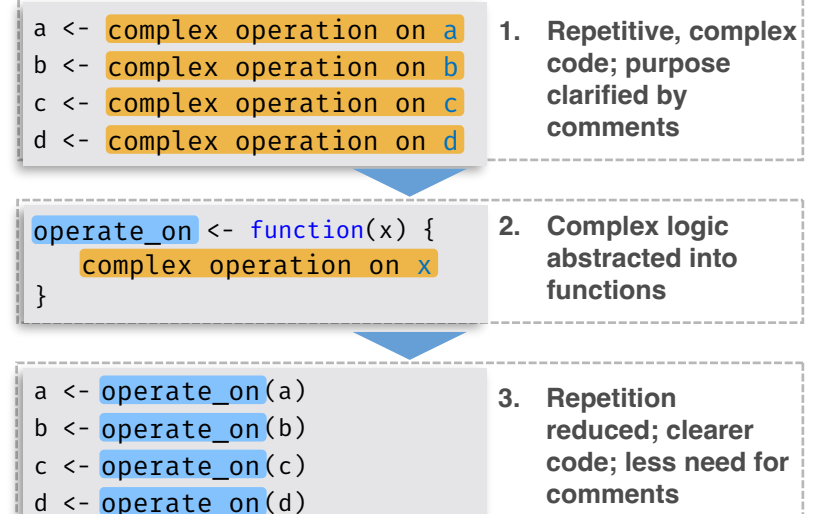 a <- complex operation on a
b <- complex operation on b
c <- complex operation on c
d <- complex operation on d
1. Repetitive, complex
code; purpose
clarified by
comments
operate_on <- function(x) {
complex operation on x
}
2. Complex logic
abstracted into
functions
a <- operate_on(a)
b <- operate_on(b)
c <- operate_on(c)
d <- operate_on(d)
3. Repetition
reduced; clearer
code; less need for
comments